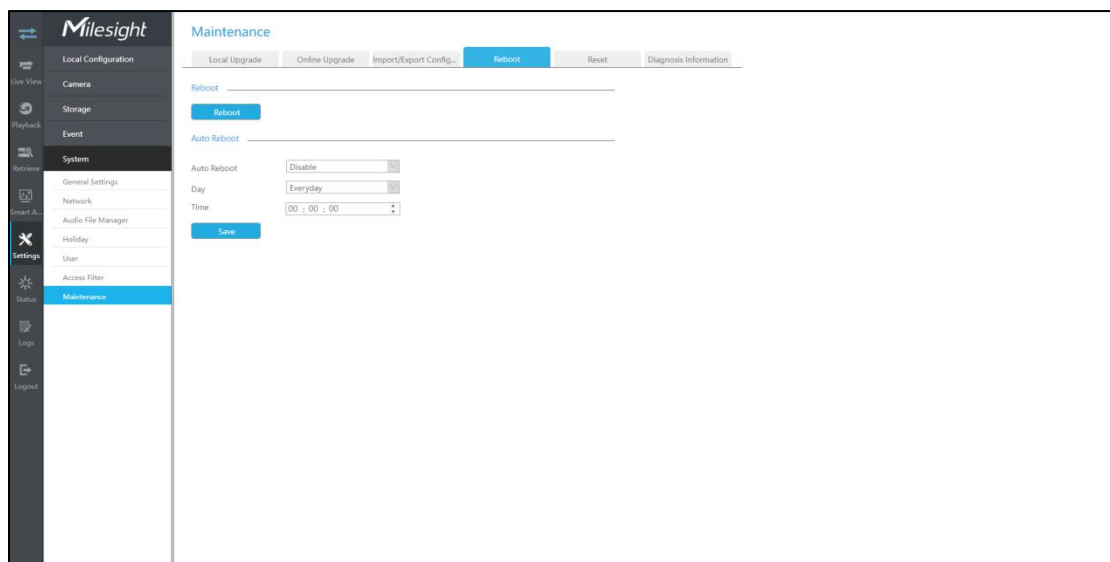 Milesight
Live View
Playback
Retrieve
Smart A...
Settings
Status
Logs
Logout
Local Configuration
Camera
Storage
Event
System
General Settings
Network
Audio File Manager
Holiday
User
Access Filter
Maintenance
Maintenance
Local Upgrade Online Upgrade Import/Export Config... Reboot Reset Diagnosis Information
Reboot
Reboot
Auto Reboot
Auto Reboot Disable
Day Everyday
Time 00 : 00 : 00
Save